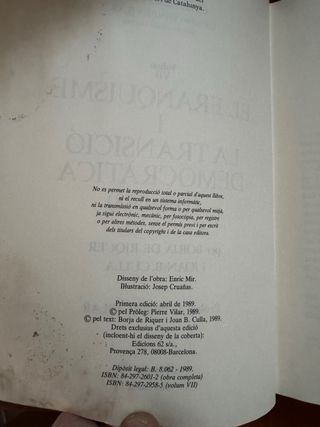 de Catalunya.
No es permet la reproducció total o parcial d'aquest llibre,
ni el recull en un sistema informàtic,
ni la transmissió en qualsevol forma o per qualsevol mitjà,
ja sigui electrònic, mecànic, per fotocòpia, per registre
o per altres mètodes, sense el permís previ i per escrit
dels titulars del copyright i de la casa editora.
Disseny de l'obra: Enric Mir.
Il·lustració: Josep Cruañas.
Primera edició: abril de 1989.
© pel Pròleg: Pierre Vilar, 1989.
© pel text: Borja de Riquer i Joan B. Culla, 1989.
Drets exclusius d'aquesta edició
(incloent-hi el disseny de la coberta):
Edicions 62 s/a.,
Provença 278, 08008-Barcelona.
Dipòsit legal: B. 8.062 - 1989.
ISBN: 84-297-2601-2 (obra completa)
ISBN: 84-297-2958-5 (volum VII)